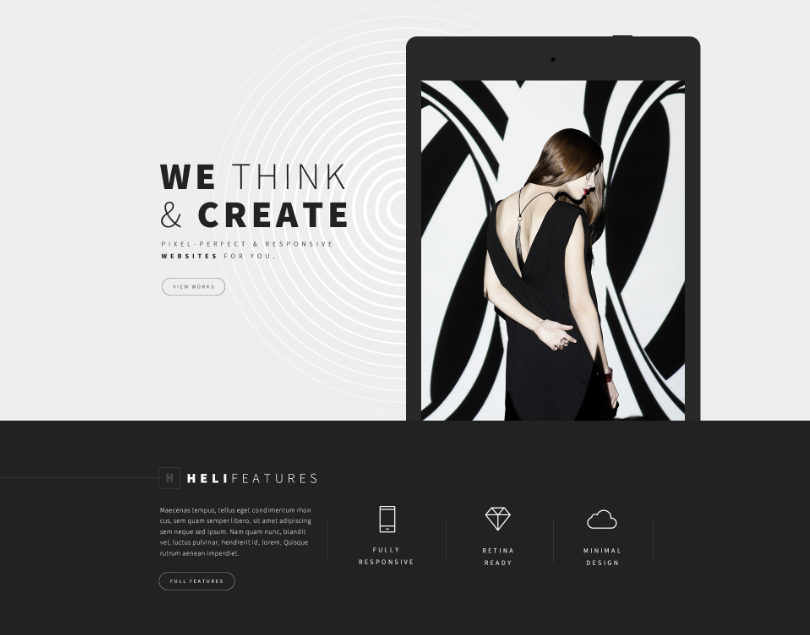 WE THINK
& CREATE
PIXEL-PERFECT & RESPONSIVE
WEBSITES FOR YOU.
VIEW WORKS
H HELIFEATURES
Maecenas tempus, tellus eget condimentum rhon
cus, sem quam semper libero, sit amet adipiscing
sem neque sed ipsum. Nam quam nunc, blandit
vel, luctus pulvinar, hendrerit id, lorem. Quisque
rutrum aenean imperdiet.
FULL FEATURES
FULLY
RESPONSIVE
RETINA
READY
MINIMAL
DESIGN